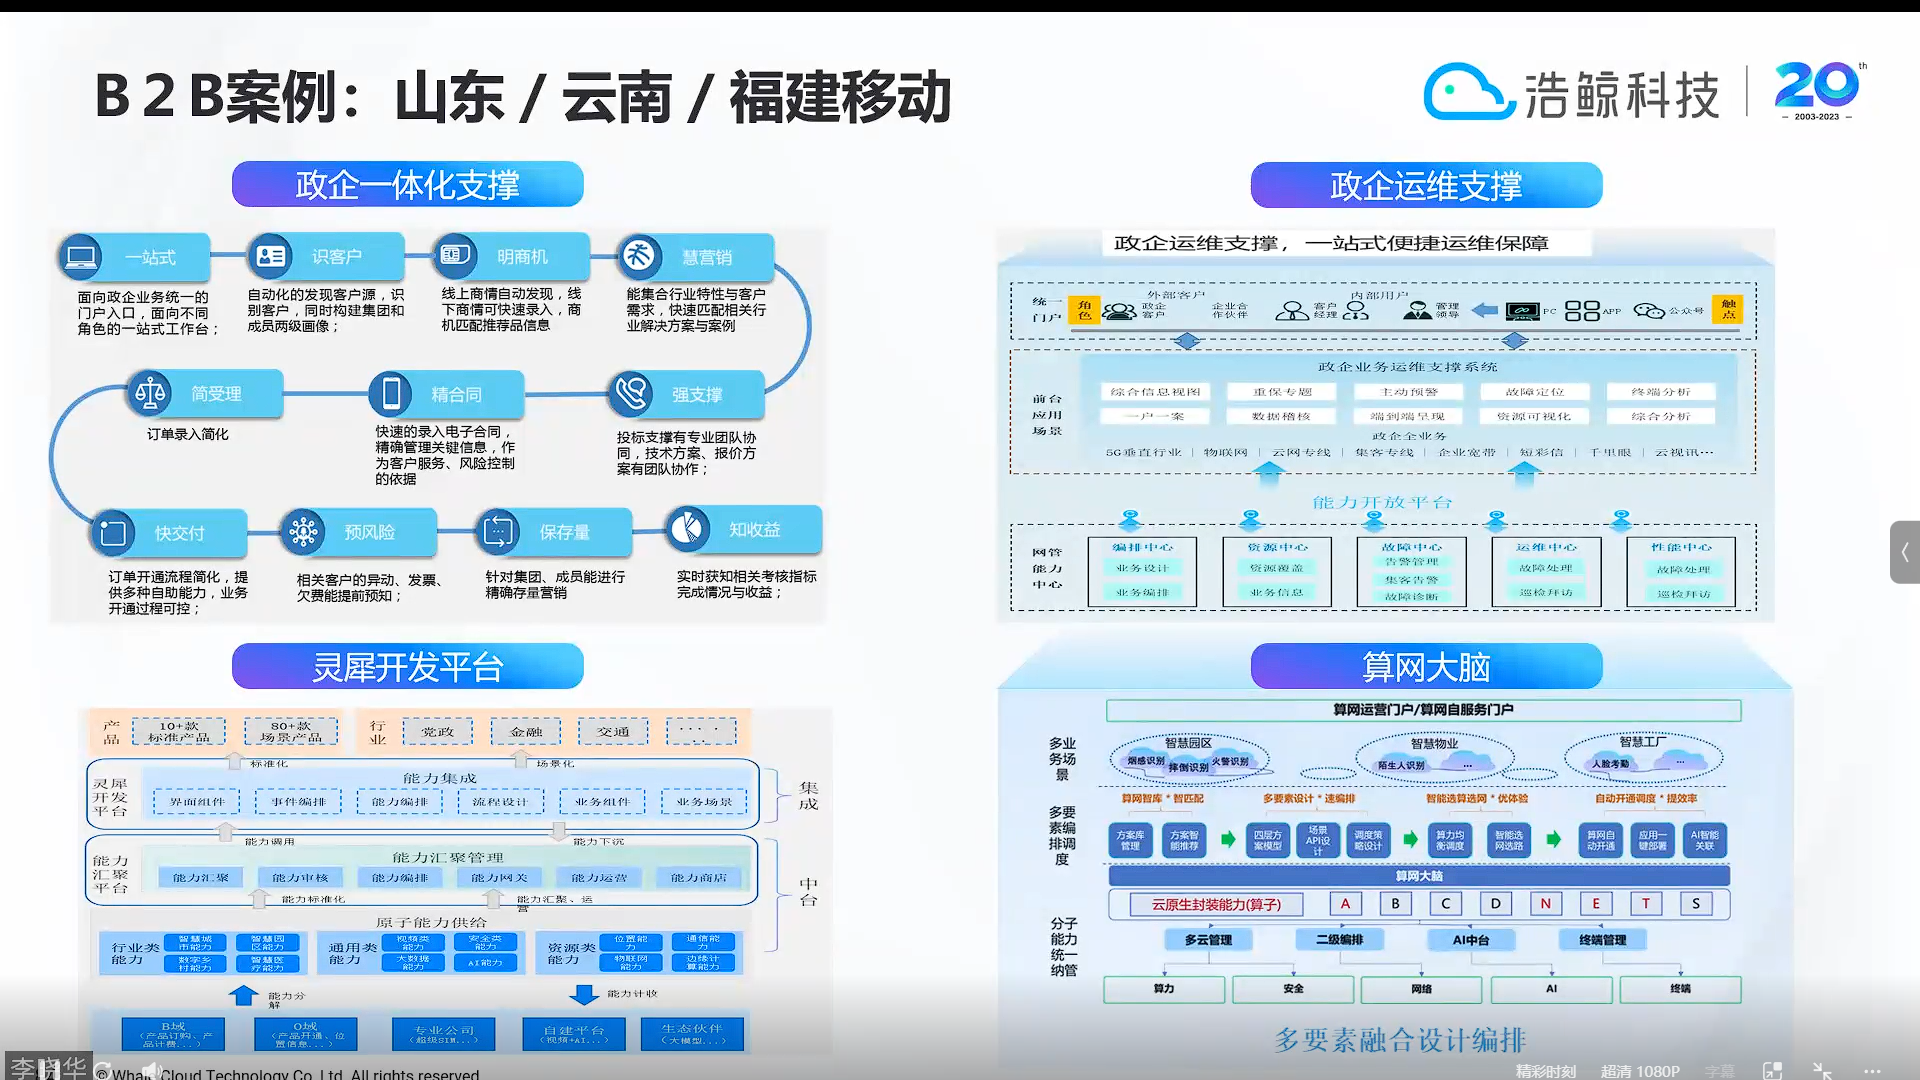 B２B案例：山东 / 云南 / 福建移动
浩鲸科技
20th
2003-2023
政企一体化支撑
一站式
识客户
明商机
慧营销
面向政企业务统一的
门户入口，面向不同
角色的一站式工作台；
自动化的发现客户源，识
别客户，同时构建集团和
成员两级画像；
线上商情自动发现，线
下商情可快速录入，商
机匹配推荐品信息
能集合行业特性与客户
需求，快速匹配相关行
业解决方案与案例
简受理
精合同
强支撑
订单录入简化
快速的录入电子合同，
精确管理关键信息，作
为客户服务、风险控制
的依据
投标支撑有专业团队协
同，技术方案、报价方
案有团队协作；
快交付
预风险
保存量
知收益
订单开通流程简化，提
供多种自助能力，业务
开通过程可控；
相关客户的异动、发票、
欠费能提前预知；
针对集团、成员能进行
精确存量营销
实时获知相关考核指标
完成情况与收益；
政企运维支撑
政企运维支撑，一站式便捷运维保障
统一
门户
角色
外部客户
政企
客户
企业合
作伙伴
内部用户
客户
经理
管理
领导
PC
APP
公众号
触点
前台
应用
场景
政企业务运维支撑系统
综合信息视图
重保专题
主动预警
故障定位
终端分析
一户一案
数据稽核
端到端呈现
资源可视化
综合分析
政企企业务
5G垂直行业
物联网
云网专线
集客专线
企业宽带
短彩信
千里眼
云视讯…
能力开放平台
网管
能力
中心
编排中心
业务设计
业务编排
资源中心
资源覆盖
业务信息
故障中心
告警管理
集客告警
故障诊断
运维中心
故障处理
巡检拜访
性能中心
故障处理
巡检拜访
灵犀开发平台
产品
10+款
标准产品
80+款
场景产品
行业
党政
金融
交通
......
标准化
场景化
灵犀
开发
平台
能力集成
界面组件
事件编排
能力编排
流程设计
业务组件
业务场景
集成
能力调用
能力下沉
能力
汇聚
平台
能力汇聚管理
能力汇聚
能力审核
能力编排
能力网关
能力运营
能力商店
中台
能力标准化
能力汇聚、运
营
原子能力供给
行业类
能力
智慧城
市能力
智慧园
区能力
数字乡
村能力
智慧医
疗能力
通用类
能力
视频类
能力
安全类
能力
大数据
能力
AI能力
资源类
能力
位置能
力
通信能
力
物联网
能力
边缘计
算能力
能力分
解
能力计收
B域
（产品订购、产
品计费...）
O域
（产品开通、位
置信息...）
专业公司
（超级SIM...）
自建平台
（视频+AI...）
生态伙伴
（大模型...）
算网大脑
算网运营门户/算网自服务门户
多业
务场
景
智慧园区
烟感识别
摔倒识别
火警识别
智慧物业
陌生人识别
...
智慧工厂
人脸考勤
...
算网智库 * 智匹配
多要素设计 * 速编排
智能选算选网 * 优体验
自动开通调度 * 提效率
多要
素编
排调
度
方案库
管理
方案智
能推荐
四层方
案模型
场景
API设
计
调度策
略设计
算力均
衡调度
智能选
网选路
算网自
动开通
应用一
键部署
AI智能
关联
算网大脑
云原生封装能力(算子)
A
B
C
D
N
E
T
S
分子
能力
统一
纳管
多云管理
二级编排
AI中台
终端管理
算力
安全
网络
AI
终端
多要素融合设计编排
李晓华
© Whale Cloud Technology Co.,Ltd. All rights reserved
精彩时刻
超清 1080P
字幕